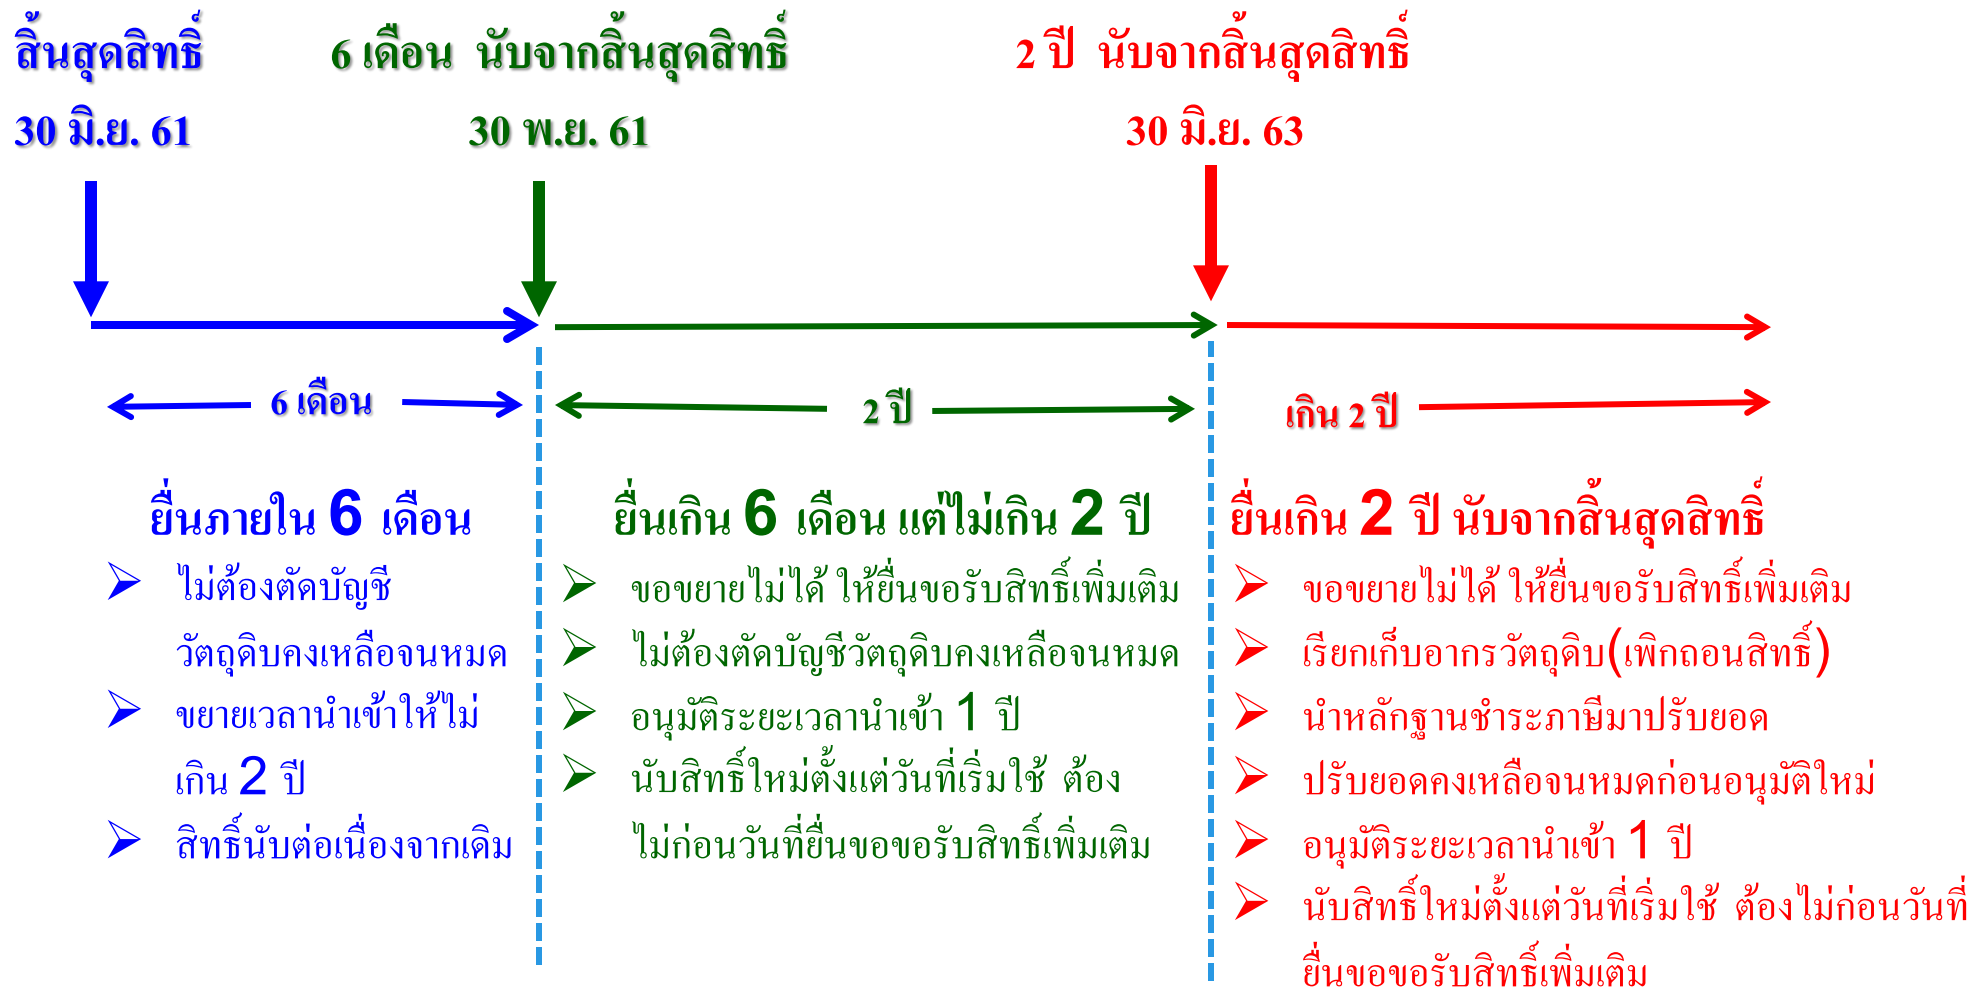 สิ้นสุดสิทธิ์
30 มิ.ย. 61
6 เดือน นับจากสิ้นสุดสิทธิ์
30 พ.ย. 61
2 ปี นับจากสิ้นสุดสิทธิ์
30 มิ.ย. 63
6 เดือน
2 ปี
เกิน 2 ปี
ยื่นภายใน 6 เดือน
ไม่ต้องตัดบัญชี
วัตถุดิบคงเหลือจนหมด
ขยายเวลานำเข้าให้ไม่
เกิน 2 ปี
สิทธิ์นับต่อเนื่องจากเดิม
ยื่นเกิน 6 เดือน แต่ไม่เกิน 2 ปี
ขอขยายไม่ได้ ให้ยื่นขอรับสิทธิ์เพิ่มเติม
ไม่ต้องตัดบัญชีวัตถุดิบคงเหลือจนหมด
อนุมัติระยะเวลานำเข้า 1 ปี
นับสิทธิ์ใหม่ตั้งแต่วันที่เริ่มใช้ ต้อง
ไม่ก่อนวันที่ยื่นขอขอรับสิทธิ์เพิ่มเติม
ยื่นเกิน 2 ปี นับจากสิ้นสุดสิทธิ์
ขอขยายไม่ได้ ให้ยื่นขอรับสิทธิ์เพิ่มเติม
เรียกเก็บอากรวัตถุดิบ(เพิกถอนสิทธิ์)
นำหลักฐานชำระภาษีมาปรับยอด
ปรับยอดคงเหลือจนหมดก่อนอนุมัติใหม่
อนุมัติระยะเวลานำเข้า 1 ปี
นับสิทธิ์ใหม่ตั้งแต่วันที่เริ่มใช้ ต้องไม่ก่อนวันที่
ยื่นขอขอรับสิทธิ์เพิ่มเติม